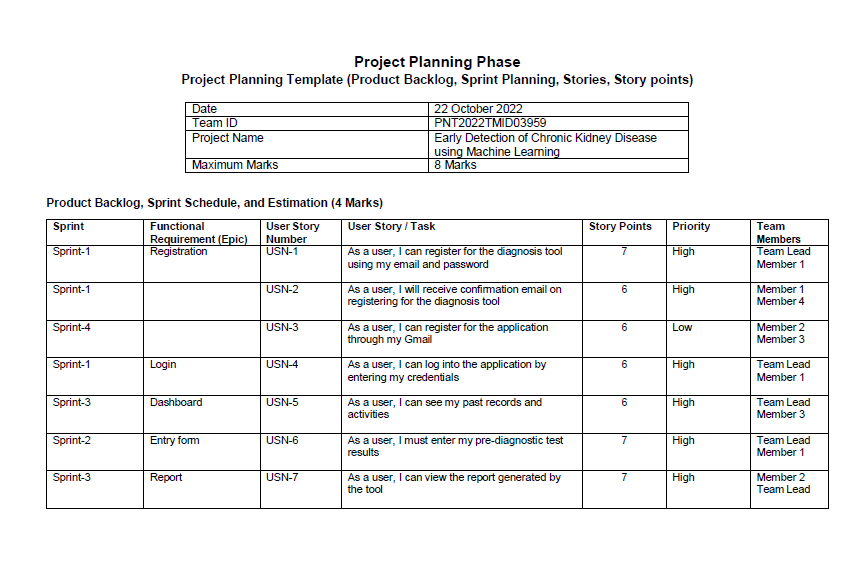 Project Planning Phase
Project Planning Template (Product Backlog, Sprint Planning, Stories, Story points)
Date 22 October 2022
Team ID PNT2022TMID03959
Project Name Early Detection of Chronic Kidney Disease
using Machine Learning
Maximum Marks 8 Marks
Product Backlog, Sprint Schedule, and Estimation (4 Marks)
Sprint Functional User Story User Story / Task Story Points Priority Team
Requirement (Epic) Number Members
Sprint-1 Registration USN-1 As a user, I can register for the diagnosis tool 7 High Team Lead
using my email and password Member 1
Sprint-1 USN-2 As a user, I will receive confirmation email on 6 High Member 1
registering for the diagnosis tool Member 4
Sprint-4 USN-3 As a user, I can register for the application 6 Low Member 2
through my Gmail Member 3
Sprint-1 Login USN-4 As a user, I can log into the application by 6 High Team Lead
entering my credentials Member 1
Sprint-3 Dashboard USN-5 As a user, I can see my past records and 6 High Team Lead
activities Member 3
Sprint-2 Entry form USN-6 As a user, I must enter my pre-diagnostic test 7 High Team Lead
results Member 1
Sprint-3 Report USN-7 As a user, I can view the report generated by 7 High Member 2
the tool Team Lead